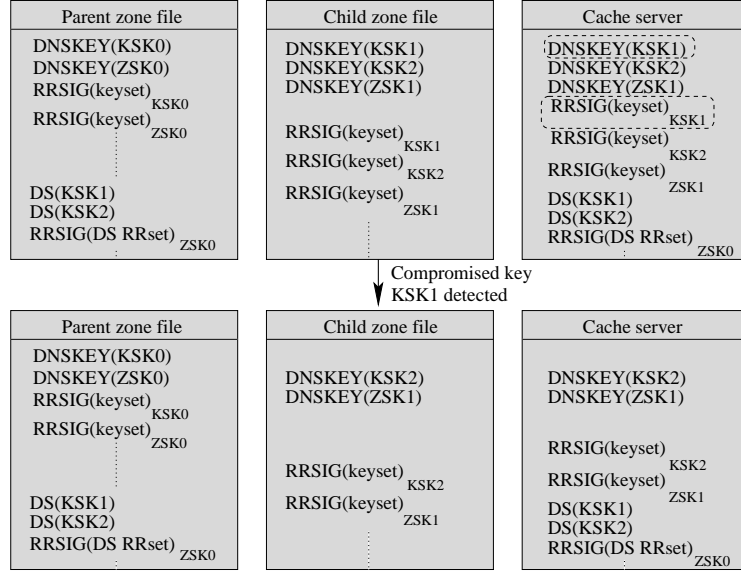 Parent zone file
DNSKEY(KSK0)
DNSKEY(ZSK0)
RRSIG(keyset) KSK0
RRSIG(keyset) ZSK0
DS(KSK1)
DS(KSK2)
RRSIG(DS RRset) ZSK0
Child zone file
DNSKEY(KSK1)
DNSKEY(KSK2)
DNSKEY(ZSK1)
RRSIG(keyset) KSK1
RRSIG(keyset) KSK2
RRSIG(keyset) ZSK1
Cache server
DNSKEY(KSK1)
DNSKEY(KSK2)
DNSKEY(ZSK1)
RRSIG(keyset) KSK1
RRSIG(keyset) KSK2
RRSIG(keyset) ZSK1
DS(KSK1)
DS(KSK2)
RRSIG(DS RRset) ZSK0
Compromised key
KSK1 detected
Parent zone file
DNSKEY(KSK0)
DNSKEY(ZSK0)
RRSIG(keyset) KSK0
RRSIG(keyset) ZSK0
DS(KSK1)
DS(KSK2)
RRSIG(DS RRset) ZSK0
Child zone file
DNSKEY(KSK2)
DNSKEY(ZSK1)
RRSIG(keyset) KSK2
RRSIG(keyset) ZSK1
Cache server
DNSKEY(KSK2)
DNSKEY(ZSK1)
RRSIG(keyset) KSK2
RRSIG(keyset) ZSK1
DS(KSK1)
DS(KSK2)
RRSIG(DS RRset) ZSK0